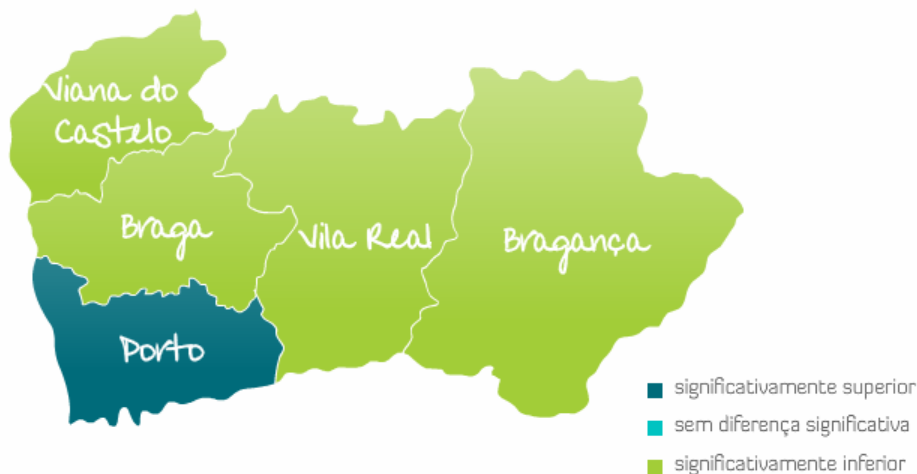 Viana do
Castelo
Braga
Vila Real
Bragança
Porto
significativamente superior
sem diferença significativa
significativamente inferior